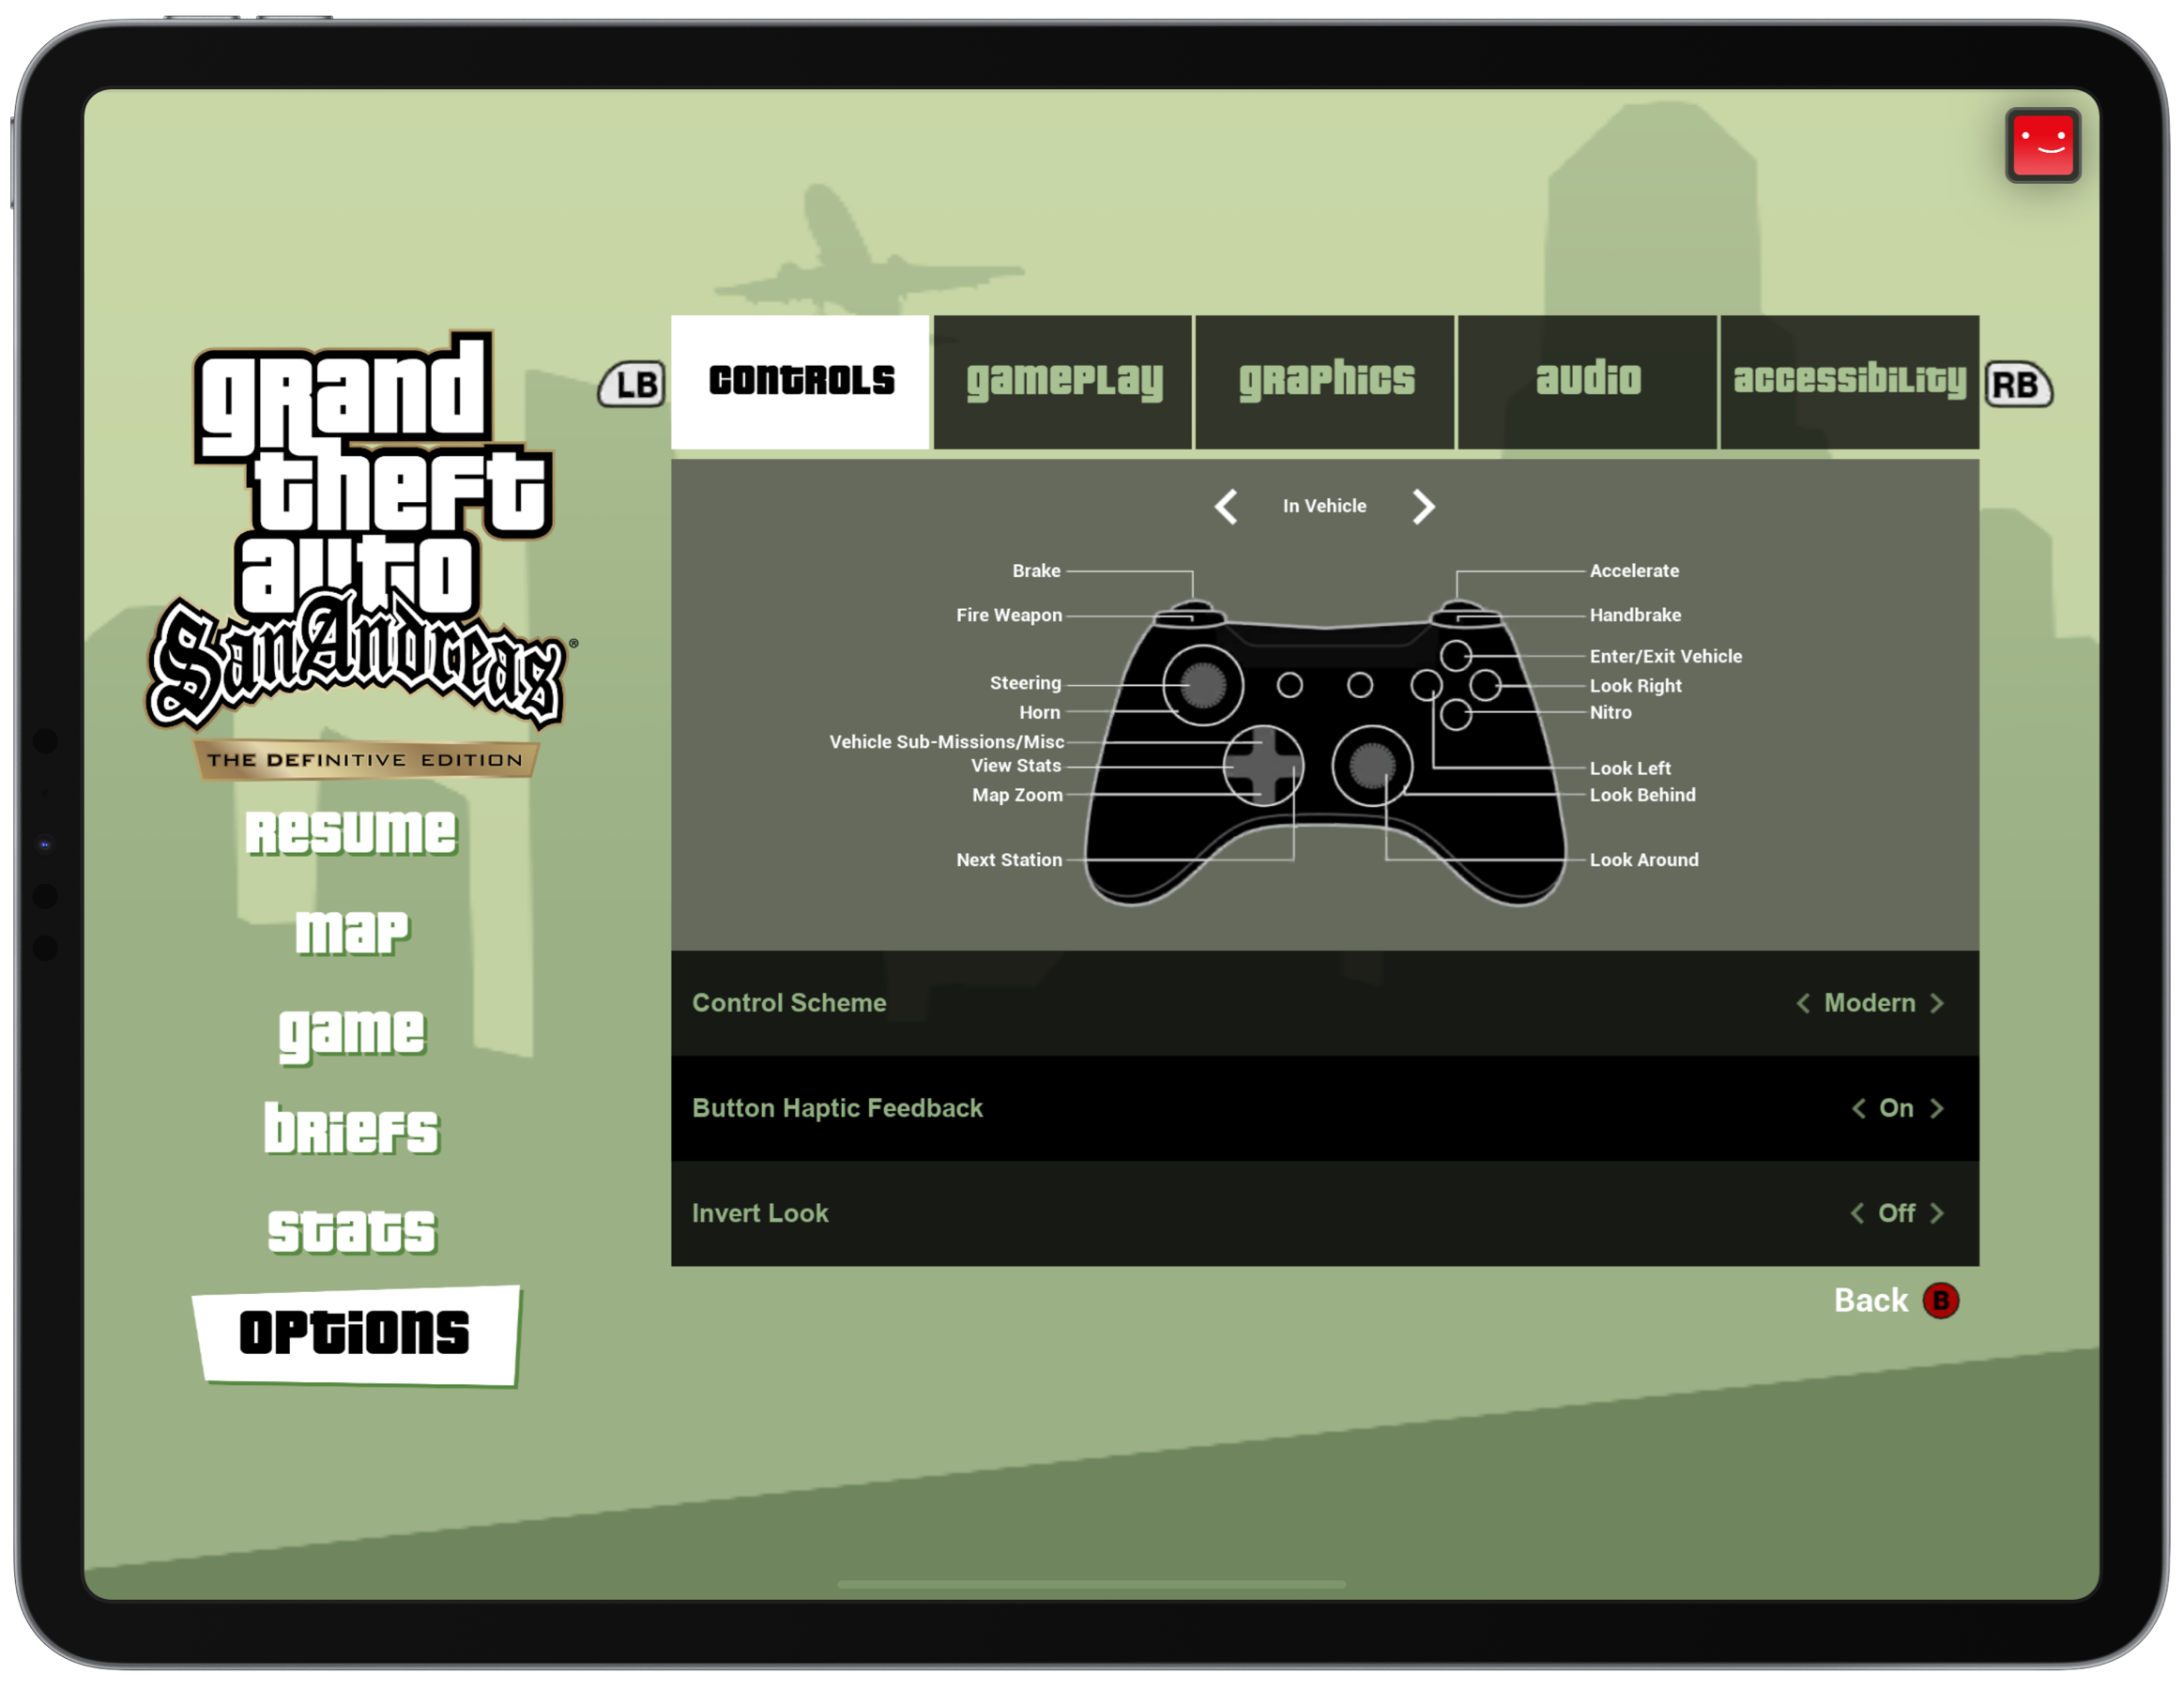 grand
theft
auto
San Andreas®
THE DEFINITIVE EDITION
Resume
map
game
briefs
stats
options
LB
controls
gameplay
graphics
audio
accessibility
RB
In Vehicle
Brake
Fire Weapon
Steering
Horn
Vehicle Sub-Missions/Misc
View Stats
Map Zoom
Next Station
Accelerate
Handbrake
Enter/Exit Vehicle
Look Right
Nitro
Look Left
Look Behind
Look Around
Control Scheme
Modern
Button Haptic Feedback
On
Invert Look
Off
Back B